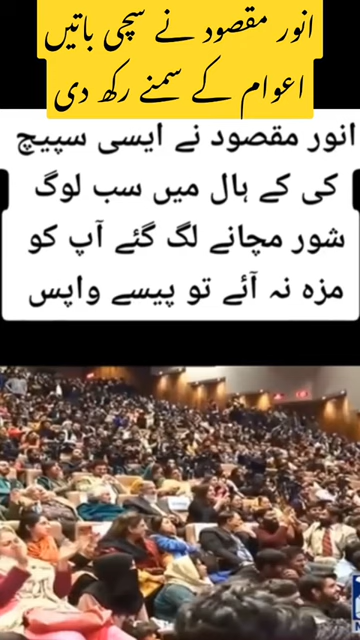 انور مقصود نے سچی باتیں
اعوام کے سمنے رکھ دی
انور مقصود نے ایسی سپیچ
کی کے ہال میں سب لوگ
شور مچانے لگ گئے آپ کو
مزہ نہ آئے تو پیسے واپس